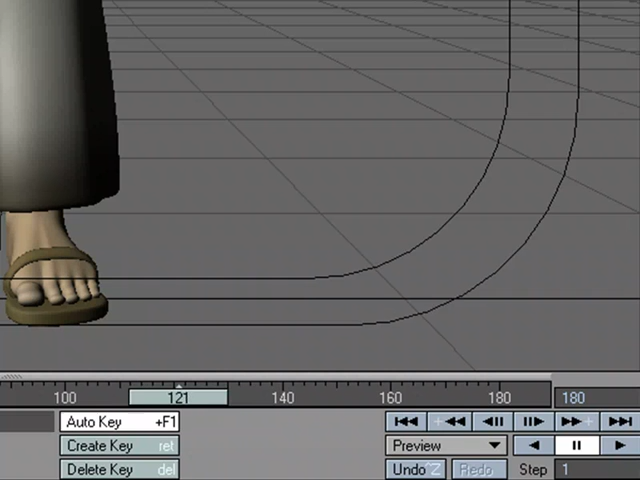 100 121 140 160 180 180
Auto Key +F1
Create Key ret Preview
Delete Key del Undo ^Z Redo Step 1